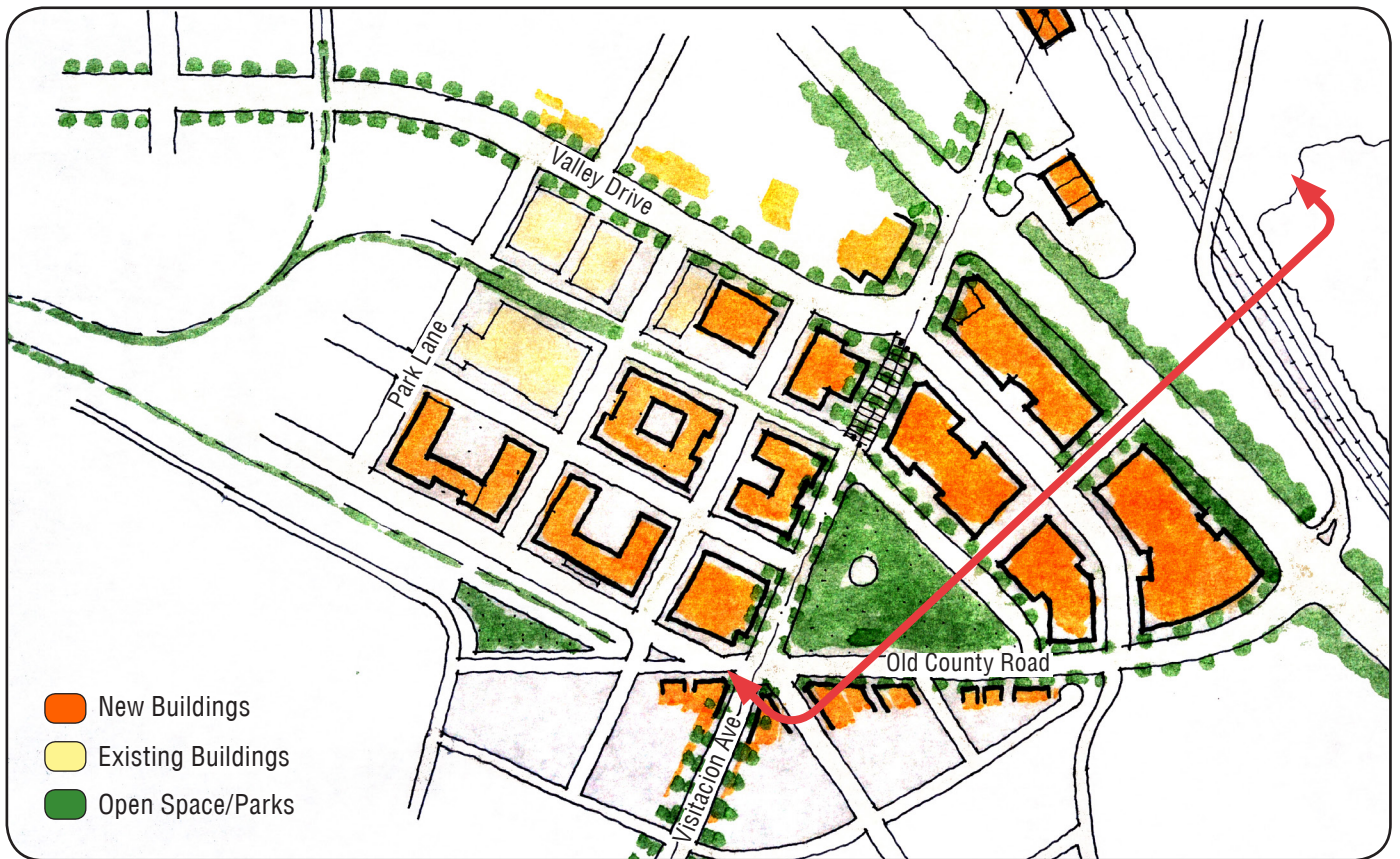 Valley Drive
Park Lane
Old County Road
Visitacion Ave
New Buildings
Existing Buildings
Open Space/Parks